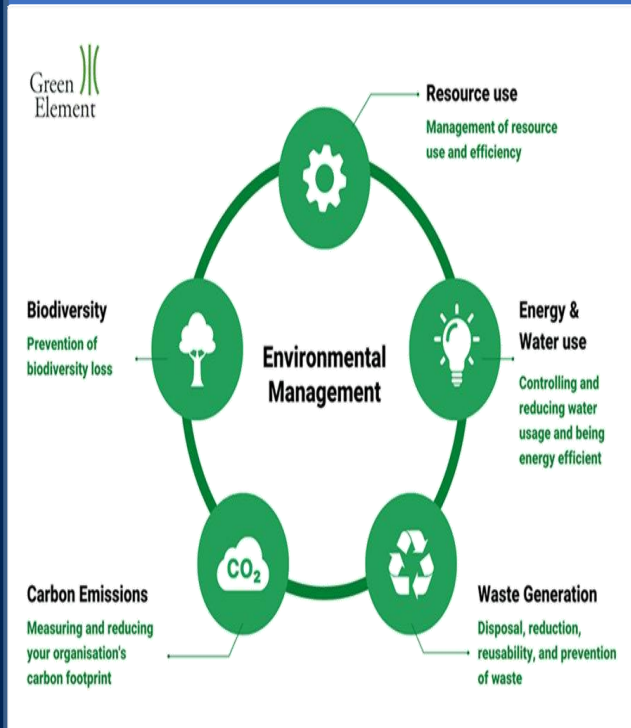 Green
Element
Resource use
Management of resource
use and efficiency
Biodiversity
Prevention of
biodiversity loss
Environmental
Management
Energy &
Water use
Controlling and
reducing water
usage and being
energy efficient
CO₂
Carbon Emissions
Measuring and reducing
your organisation's
carbon footprint
Waste Generation
Disposal, reduction,
reusability, and prevention
of waste